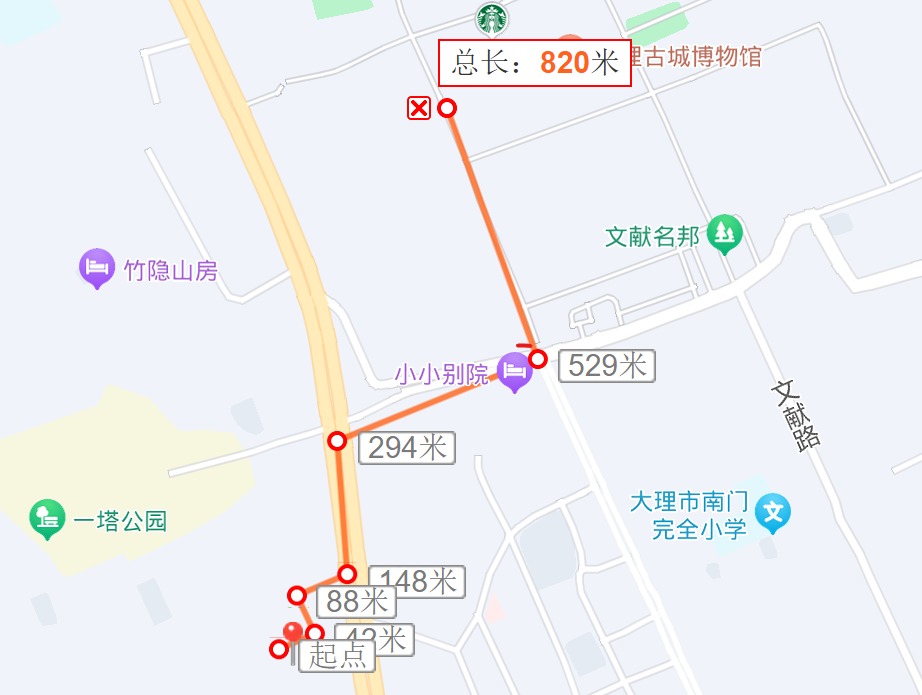 总长：820米
理古城博物馆
文献名邦
竹隐山房
小小别院
529米
文献路
294米
大理市南门
完全小学
一塔公园
148米
88米
42米
起点